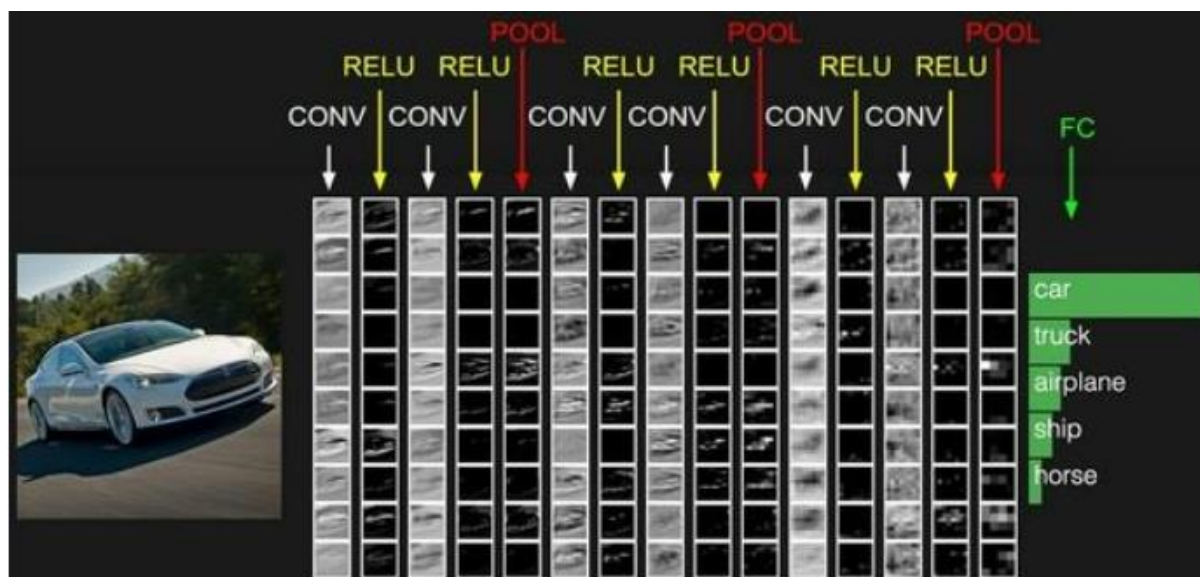 POOL POOL POOL
RELU RELU RELU RELU RELU RELU
CONV CONV CONV CONV CONV CONV
FC
car
truck
airplane
ship
horse